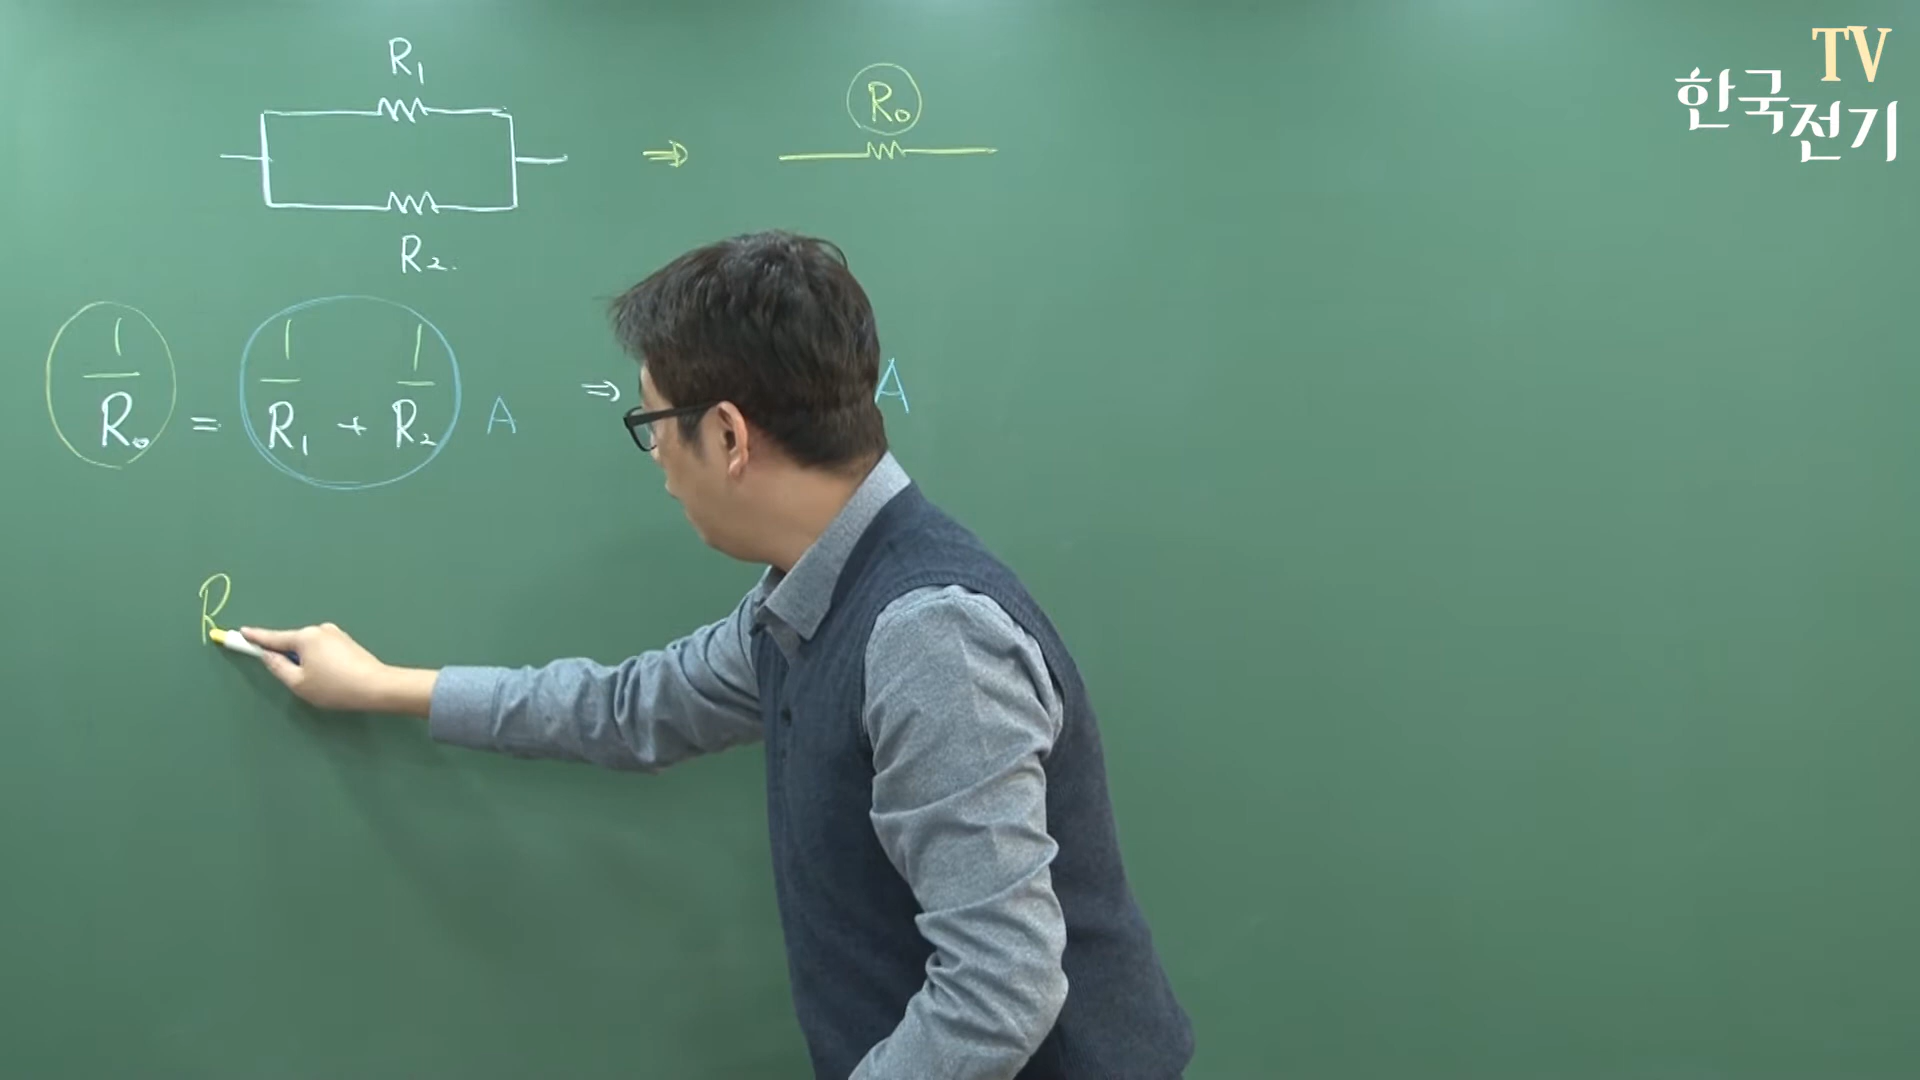 TV
한국전기
R₁
⇒ R₀
R₂.
1/R₀ = 1/R₁ + 1/R₂ A ⇒ A
R